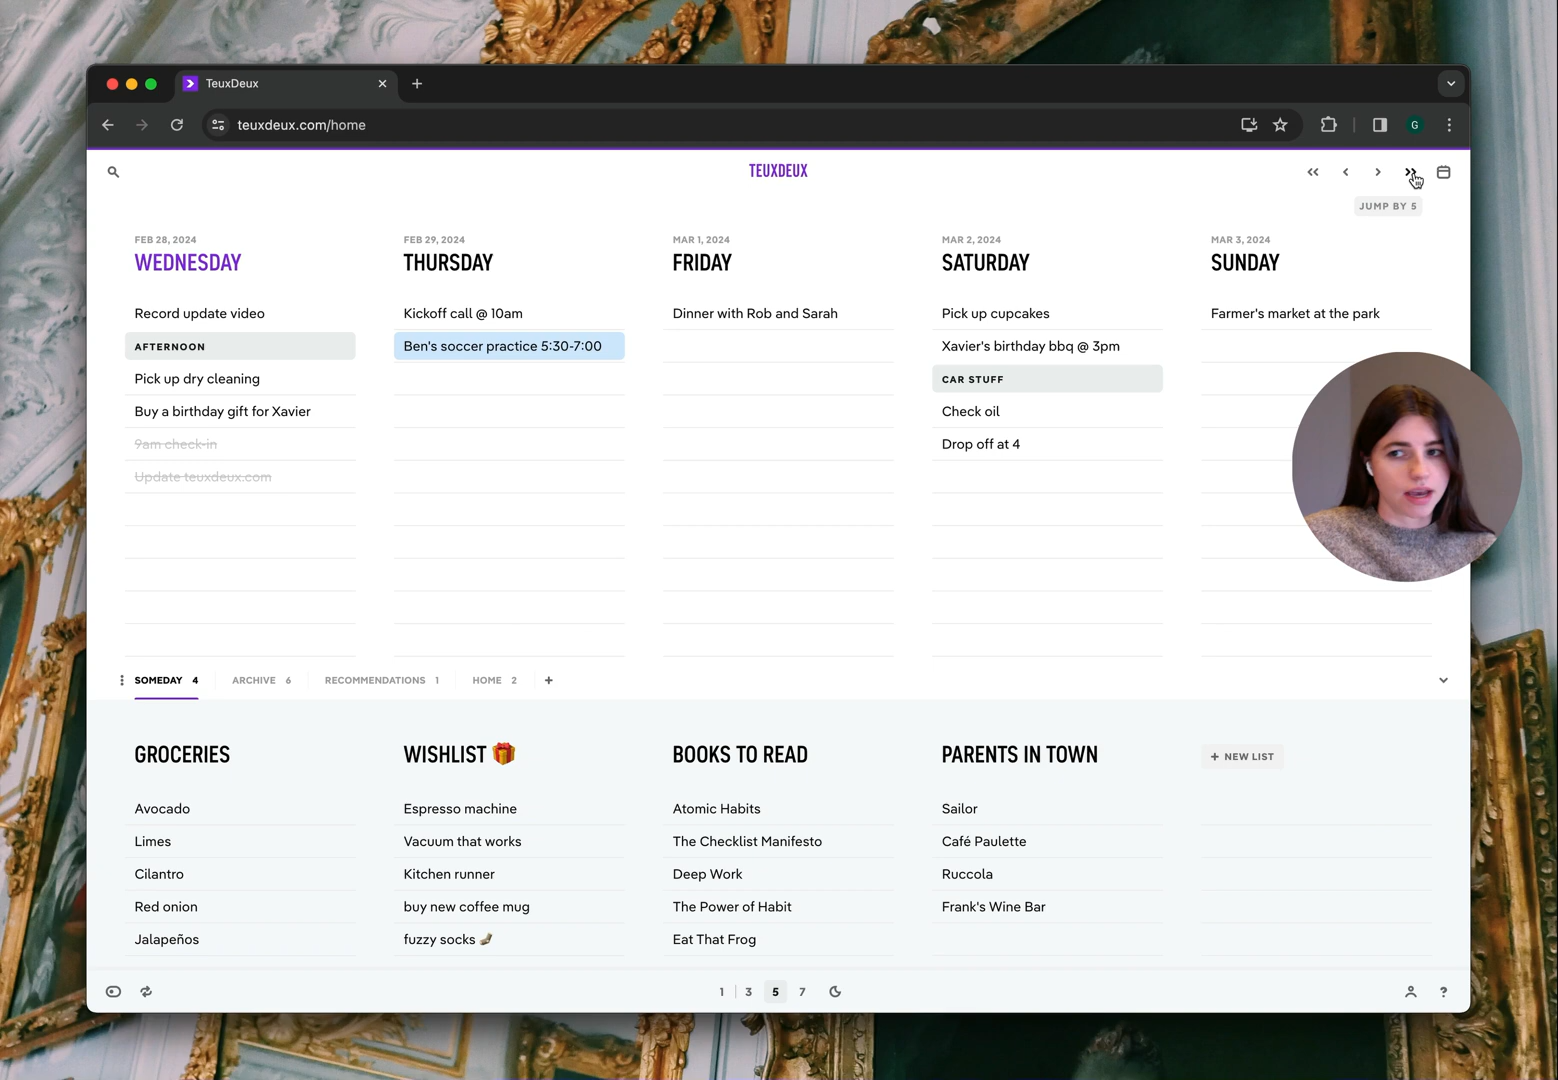 TeuxDeux
teuxdeux.com/home
G
TEUXDEUX
JUMP BY 5
FEB 28, 2024
WEDNESDAY
Record update video
AFTERNOON
Pick up dry cleaning
Buy a birthday gift for Xavier
9am check-in
Update teuxdeux.com
FEB 29, 2024
THURSDAY
Kickoff call @ 10am
Ben's soccer practice 5:30-7:00
MAR 1, 2024
FRIDAY
Dinner with Rob and Sarah
MAR 2, 2024
SATURDAY
Pick up cupcakes
Xavier's birthday bbq @ 3pm
CAR STUFF
Check oil
Drop off at 4
MAR 3, 2024
SUNDAY
Farmer's market at the park
SOMEDAY 4 ARCHIVE 6 RECOMMENDATIONS 1 HOME 2 +
GROCERIES
Avocado
Limes
Cilantro
Red onion
Jalapeños
WISHLIST 🎁
Espresso machine
Vacuum that works
Kitchen runner
buy new coffee mug
fuzzy socks 🧦
BOOKS TO READ
Atomic Habits
The Checklist Manifesto
Deep Work
The Power of Habit
Eat That Frog
PARENTS IN TOWN
Sailor
Café Paulette
Ruccola
Frank's Wine Bar
+ NEW LIST
1 3 5 7
?